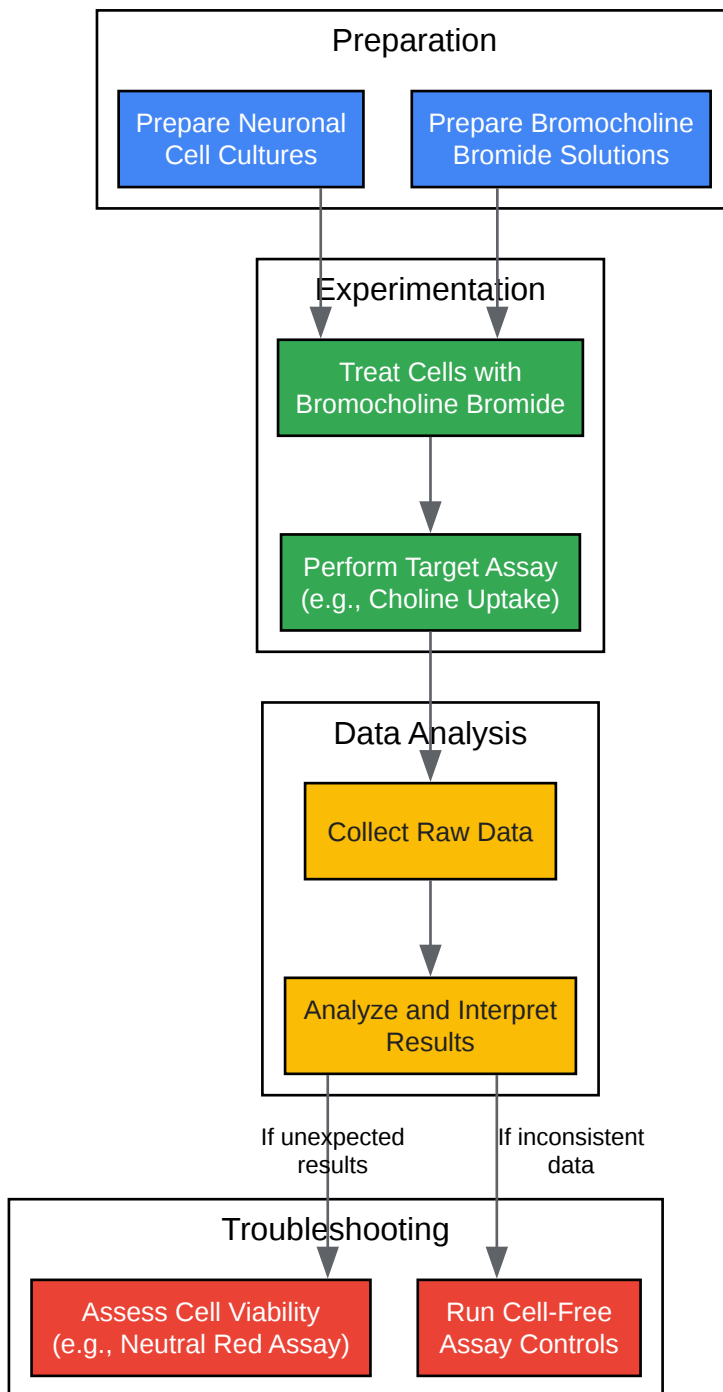 Preparation
Prepare Neuronal
Cell Cultures
Prepare Bromocholine
Bromide Solutions
Experimentation
Treat Cells with
Bromocholine Bromide
Perform Target Assay
(e.g., Choline Uptake)
Data Analysis
Collect Raw Data
Analyze and Interpret
Results
If unexpected
results
If inconsistent
data
Troubleshooting
Assess Cell Viability
(e.g., Neutral Red Assay)
Run Cell-Free
Assay Controls